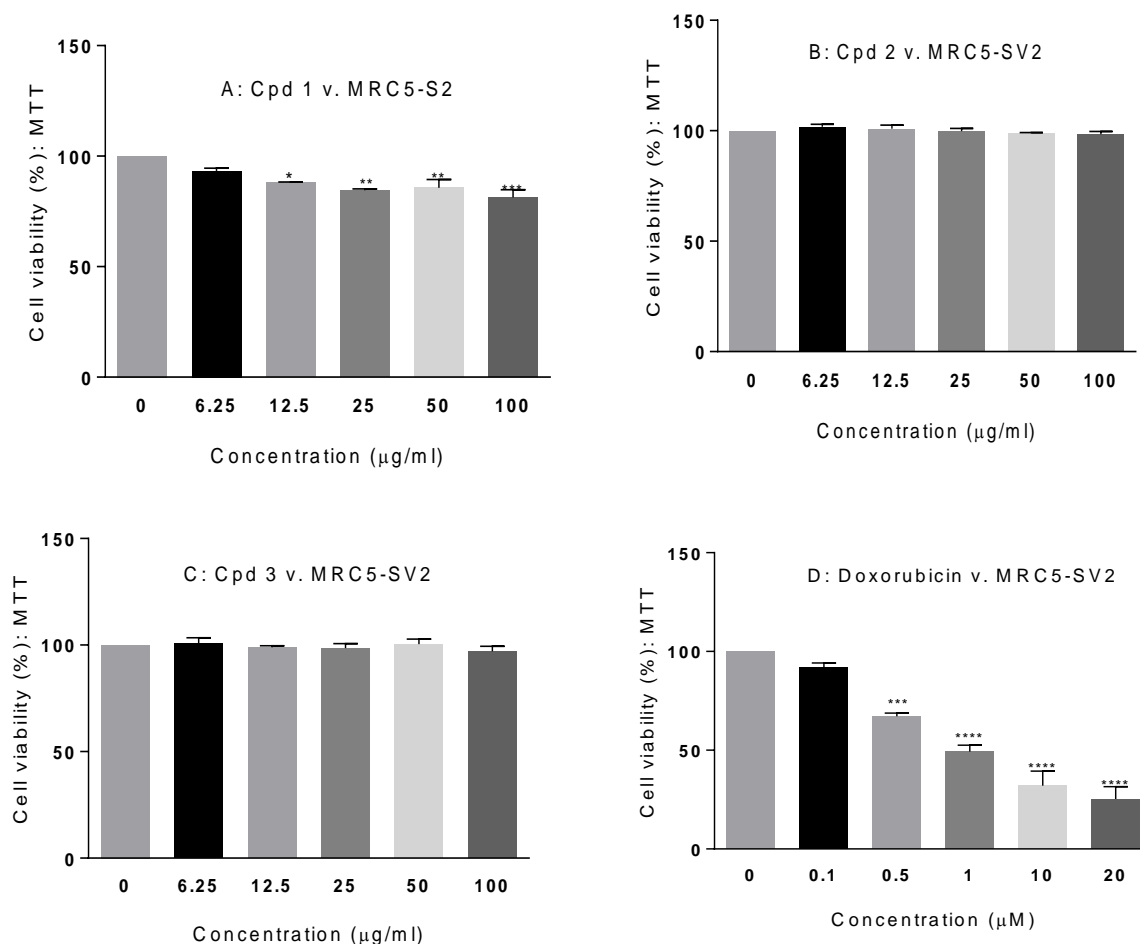 A: Cpd 1 v. MRC5-S2
Cell viability (%): MTT
150
100
50
0
* ** ** ***
0 6.25 12.5 25 50 100
Concentration (μg/ml)
B: Cpd 2 v. MRC5-SV2
Cell viability (%): MTT
150
100
50
0
0 6.25 12.5 25 50 100
Concentration (μg/ml)
C: Cpd 3 v. MRC5-SV2
Cell viability (%): MTT
150
100
50
0
0 6.25 12.5 25 50 100
Concentration (μg/ml)
D: Doxorubicin v. MRC5-SV2
Cell viability (%): MTT
150
100
50
0
*** **** **** ****
0 0.1 0.5 1 10 20
Concentration (μM)